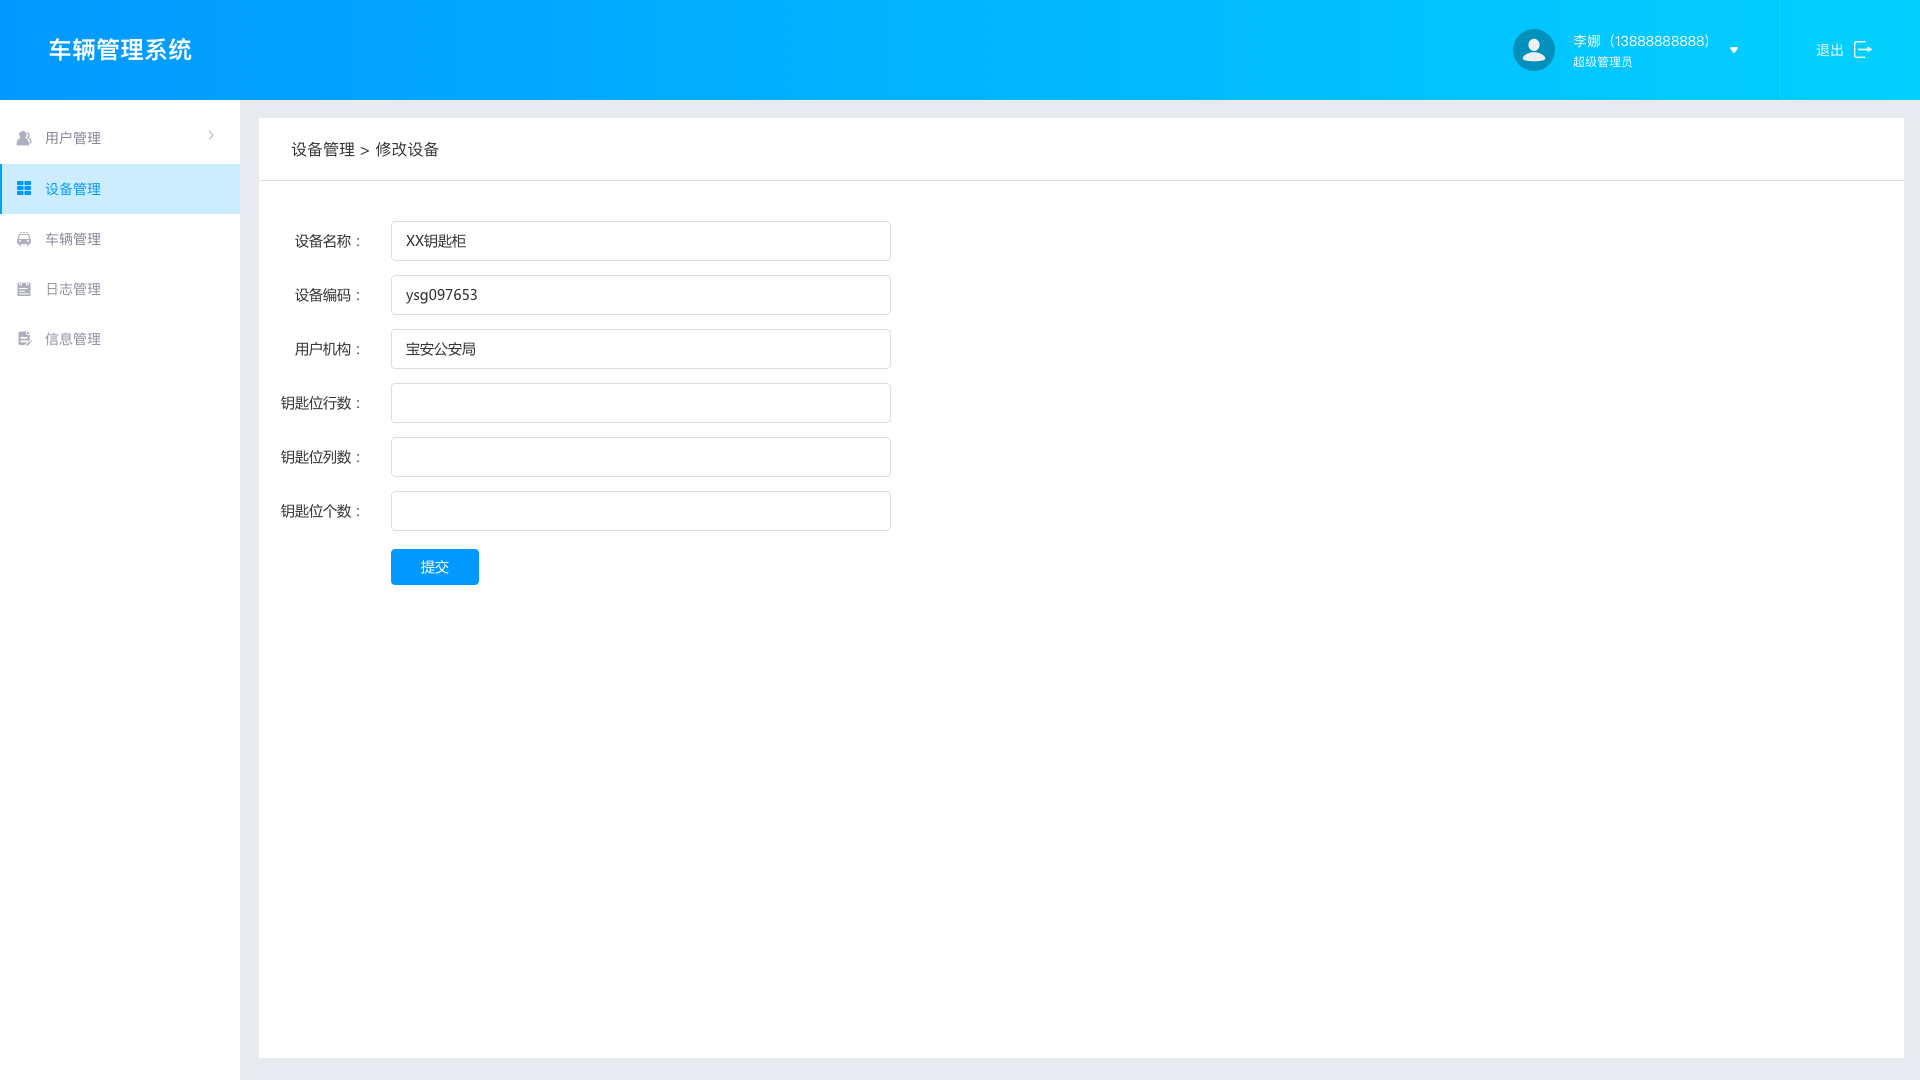 车辆管理系统
李娜（13888888888）
超级管理员
退出
用户管理
设备管理
车辆管理
日志管理
信息管理
设备管理 > 修改设备
设备名称： XX钥匙柜
设备编码： ysg097653
用户机构： 宝安公安局
钥匙位行数：
钥匙位列数：
钥匙位个数：
提交